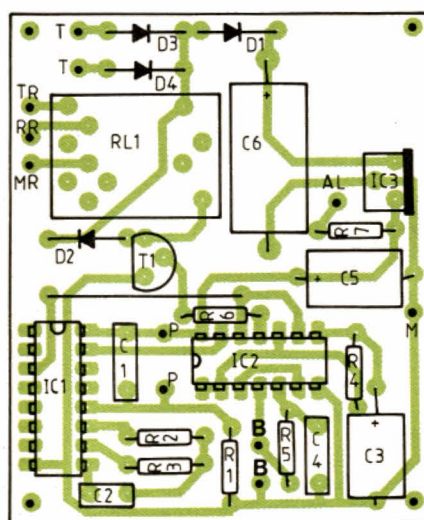 T D3 D1
T D4
TR
RR RL1
MR
C6
AL IC3
R7
D2 T1
C5
R6
P M
IC1 C1 IC2
R4
P
R2 B R5 C4 C3
R3 R1
B
C2